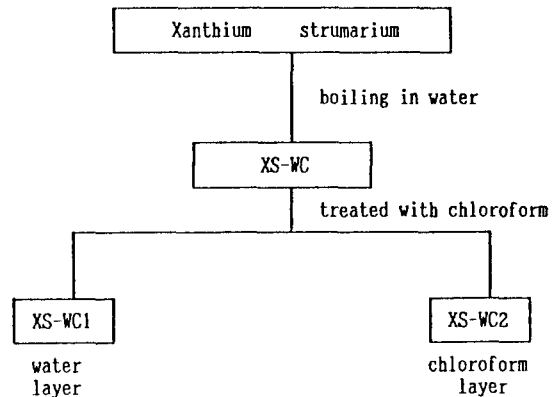 Xanthium strumarium
boiling in water
XS-WC
treated with chloroform
XS-WC1
XS-WC2
water
layer
chloroform
layer